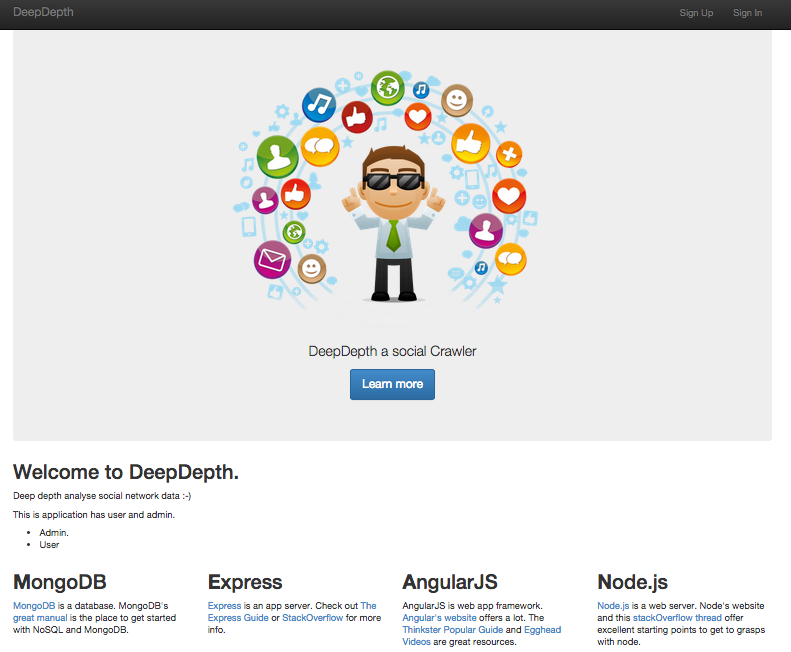 DeepDepth
Sign Up Sign In
DeepDepth a social Crawler
Learn more
Welcome to DeepDepth.
Deep depth analyse social network data :-)
This is application has user and admin.
• Admin.
• User
MongoDB
MongoDB is a database. MongoDB's
great manual is the place to get started
with NoSQL and MongoDB.
Express
Express is an app server. Check out The
Express Guide or StackOverflow for more
info.
AngularJS
AngularJS is web app framework.
Angular's website offers a lot. The
Thinkster Popular Guide and Egghead
Videos are great resources.
Node.js
Node.js is a web server. Node's website
and this stackOverflow thread offer
excellent starting points to get to grasps
with node.